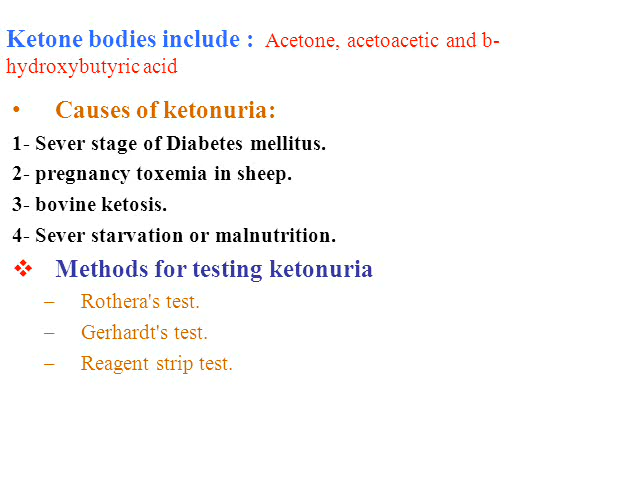 Ketone bodies include : Acetone, acetoacetic and b-
hydroxybutyric acid
• Causes of ketonuria:
1- Sever stage of Diabetes mellitus.
2- pregnancy toxemia in sheep.
3- bovine ketosis.
4- Sever starvation or malnutrition.
❖ Methods for testing ketonuria
– Rothera's test.
– Gerhardt's test.
– Reagent strip test.